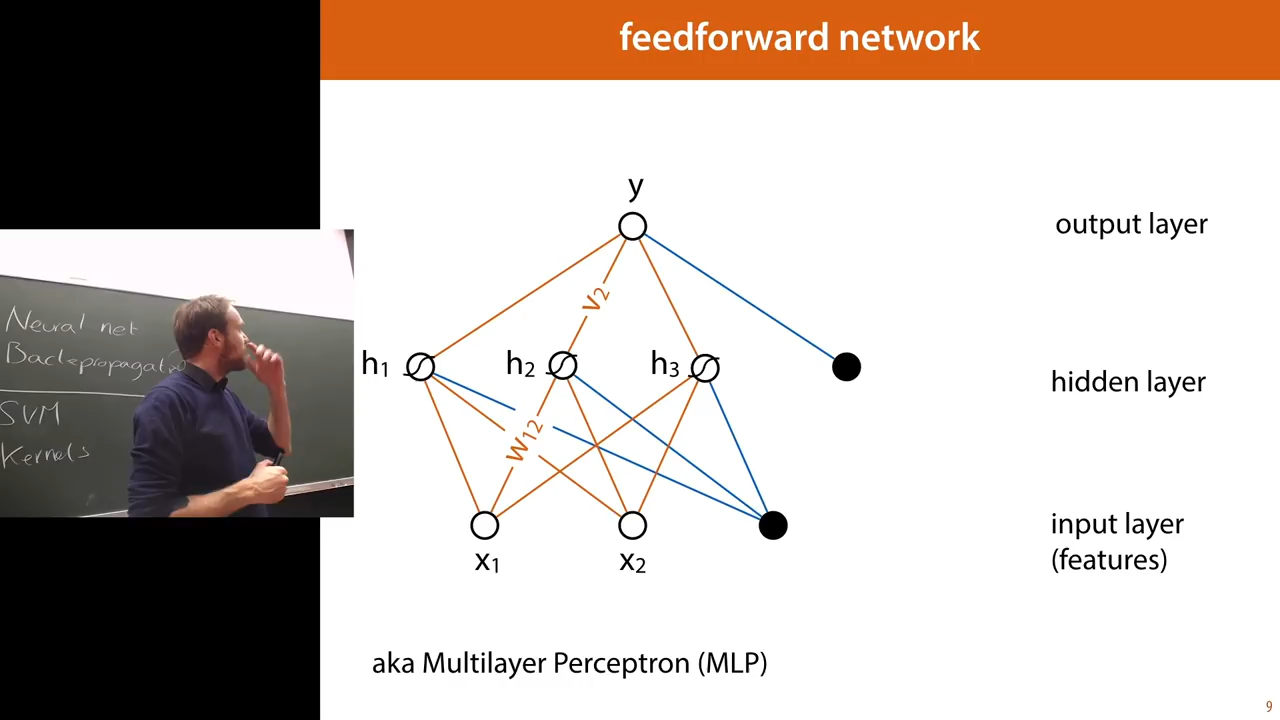 feedforward network
y
output layer
v2
h1
h2
h3
hidden layer
w12
input layer
(features)
x1
x2
aka Multilayer Perceptron (MLP)
9
Neural net
SVM
Kernels